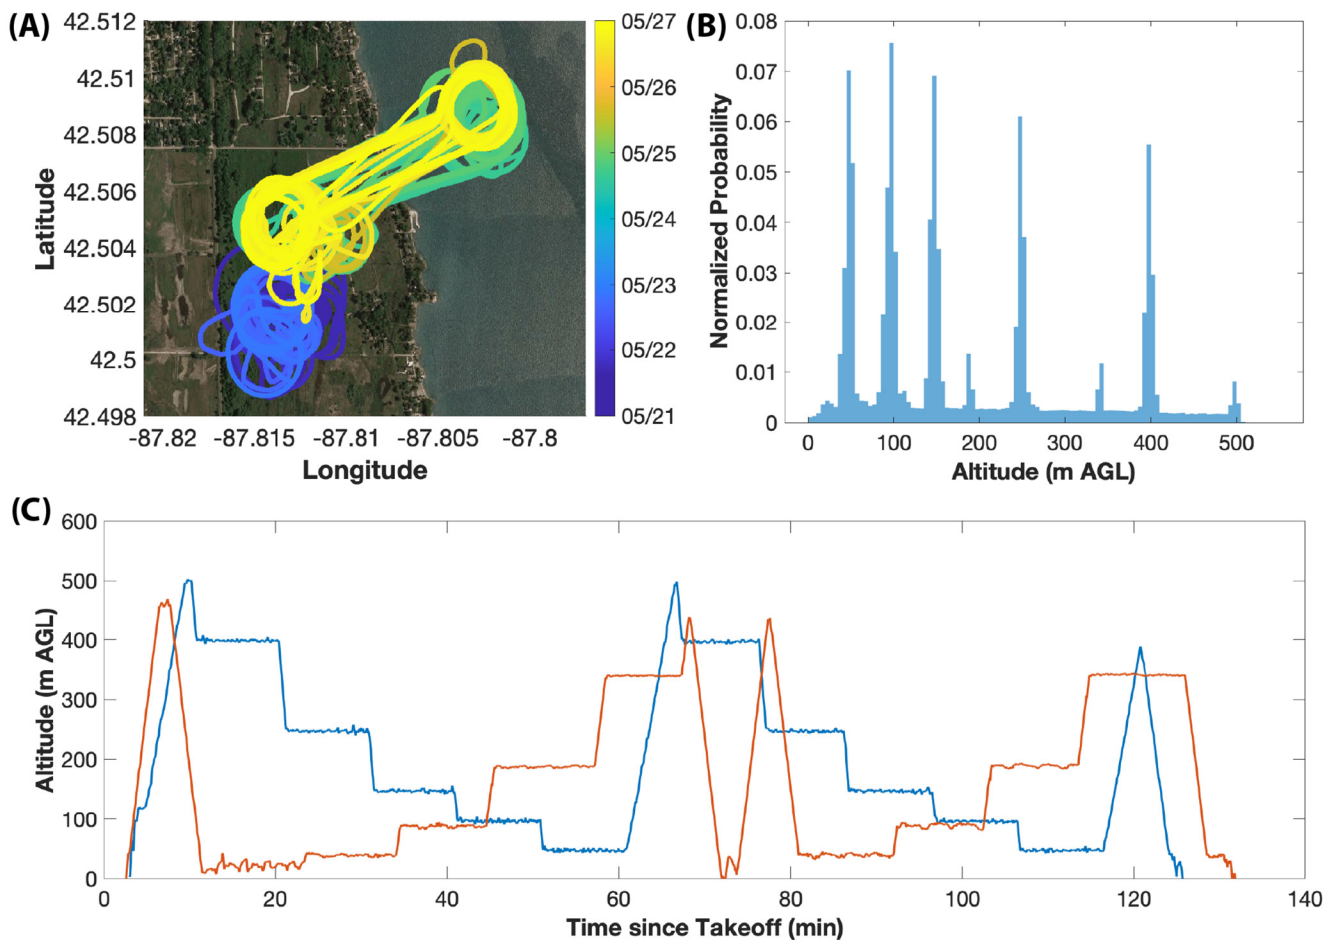 (A)
42.512
42.51
42.508
42.506
42.504
42.502
42.5
42.498
Latitude
-87.82 -87.815 -87.81 -87.805 -87.8
Longitude
05/27
05/26
05/25
05/24
05/23
05/22
05/21
(B)
0.08
0.07
0.06
0.05
0.04
0.03
0.02
0.01
0
Normalized Probability
0 100 200 300 400 500
Altitude (m AGL)
(C)
600
500
400
300
200
100
0
Altitude (m AGL)
0 20 40 60 80 100 120 140
Time since Takeoff (min)